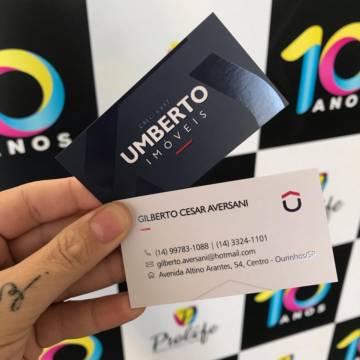 10
ANOS
ANOS
UMBERTO
IMÓVEIS
GILBERTO CESAR AVERSANI
(14) 99783-1088 | (14) 3324-1101
gilberto.aversani@hotmail.com
Avenida Altino Arantes, 54, Centro - Ourinhos/SP
10
Prolife